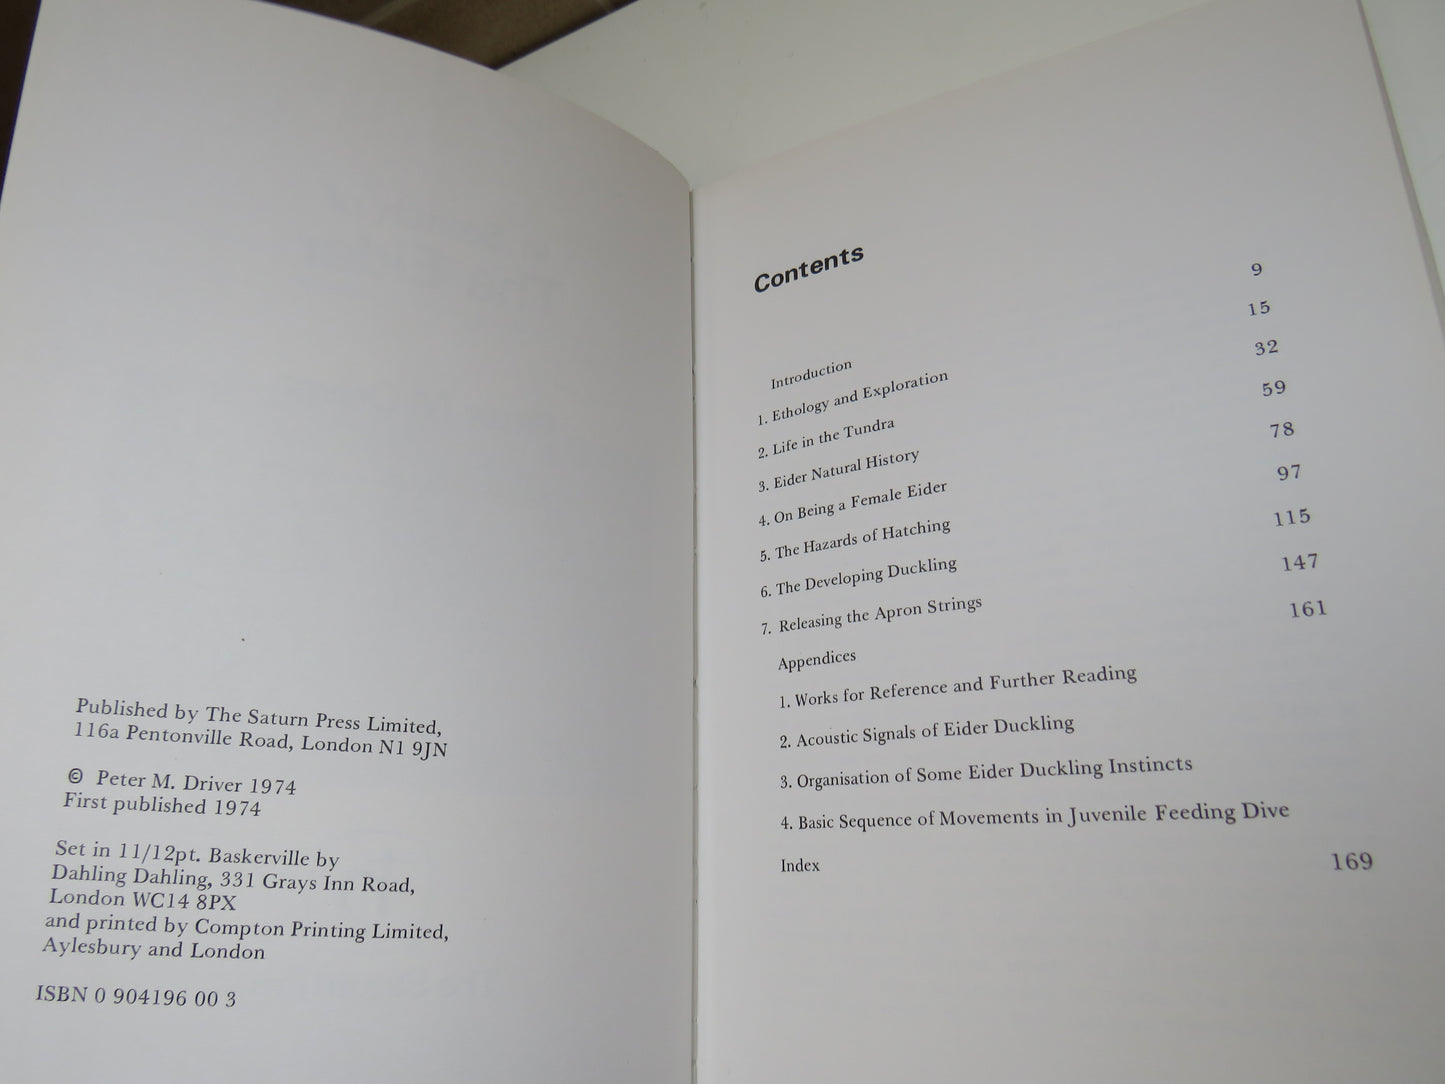 Published by The Saturn Press Limited,
116a Pentonville Road, London N1 9JN
© Peter M. Driver 1974
First published 1974
Set in 11/12pt. Baskerville by
Dahling Dahling, 331 Grays Inn Road,
London WC14 8PX
and printed by Compton Printing Limited,
Aylesbury and London
ISBN 0 904196 00 3
Contents
Introduction 9
1. Ethology and Exploration 15
2. Life in the Tundra 32
3. Eider Natural History 59
4. On Being a Female Eider 78
5. The Hazards of Hatching 97
6. The Developing Duckling 115
7. Releasing the Apron Strings 147
Appendices 161
1. Works for Reference and Further Reading
2. Acoustic Signals of Eider Duckling
3. Organisation of Some Eider Duckling Instincts
4. Basic Sequence of Movements in Juvenile Feeding Dive
Index 169